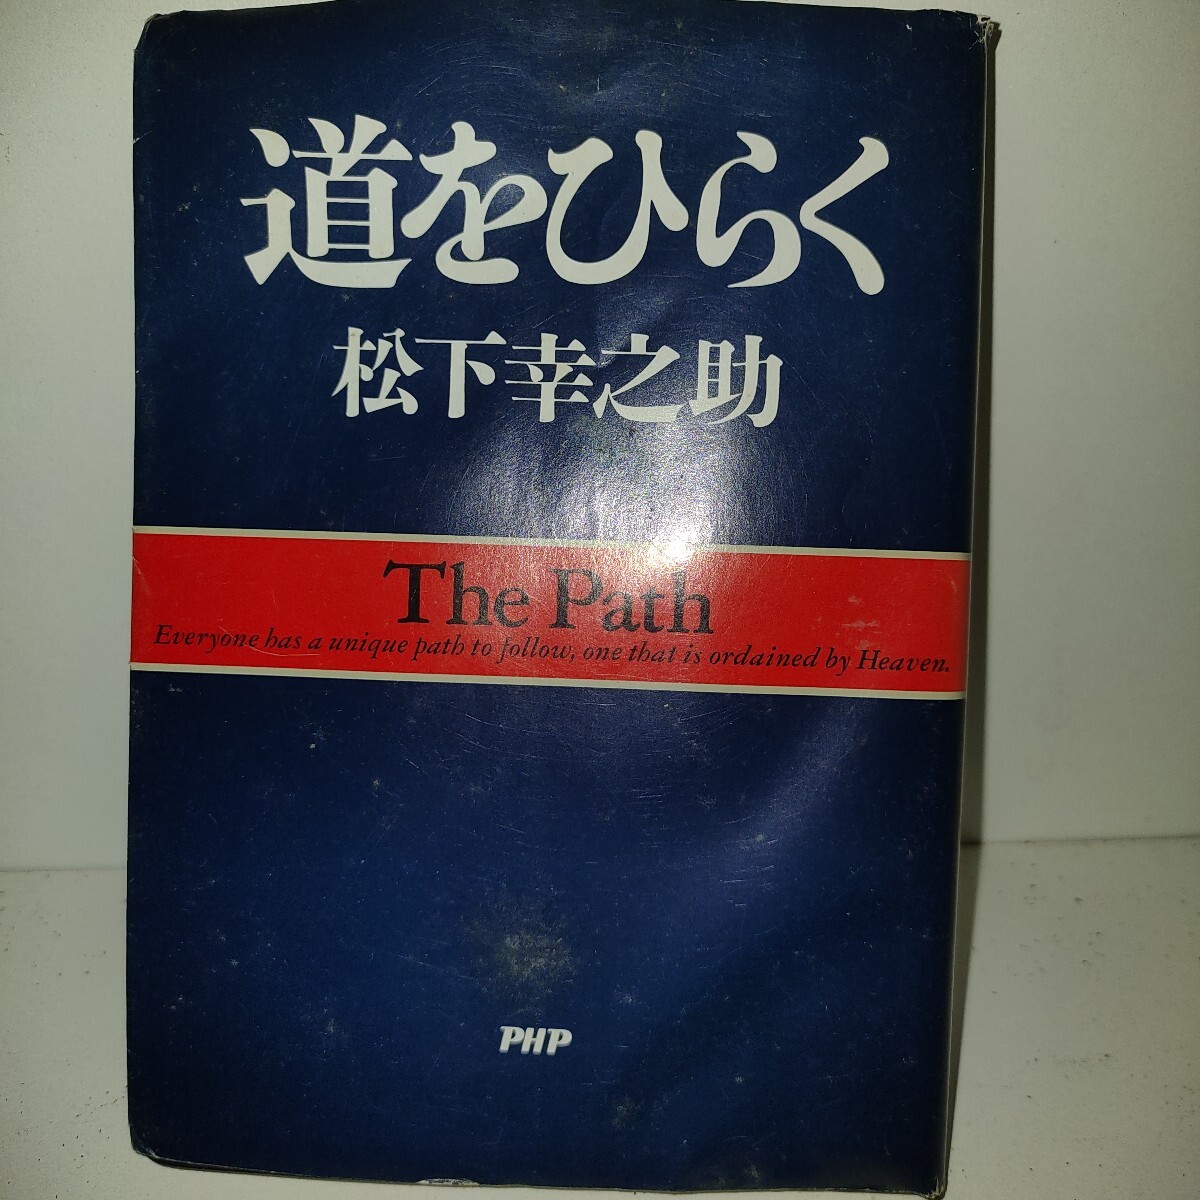 道をひらく
松下幸之助
The Path
Everyone has a unique path to follow, one that is ordained by Heaven.
PHP